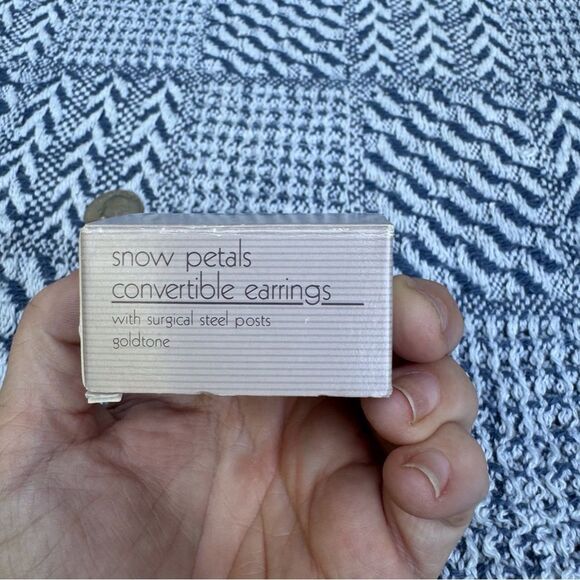 snow petals
convertible earrings
with surgical steel posts
goldtone